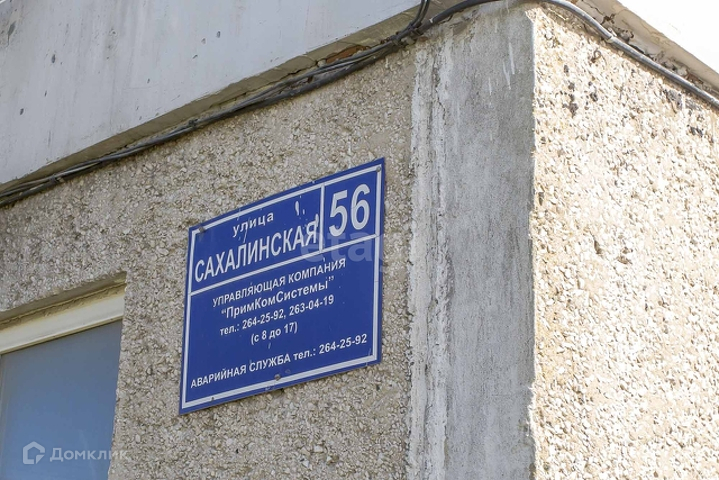 улица
САХАЛИНСКАЯ
56
УПРАВЛЯЮЩАЯ КОМПАНИЯ
"ПримКомСистемы"
тел.: 264-25-92, 263-04-19
(с 8 до 17)
АВАРИЙНАЯ СЛУЖБА тел.: 264-25-92
Домклик